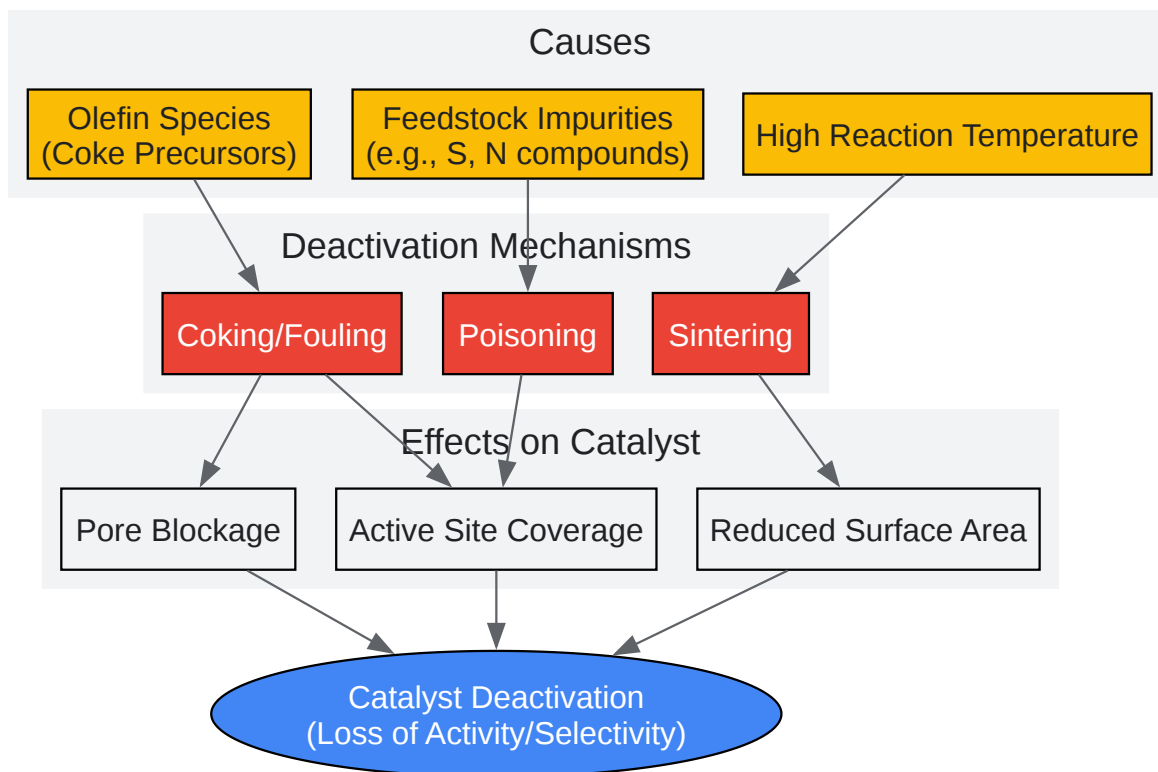 Causes
Olefin Species
(Coke Precursors)
Feedstock Impurities
(e.g., S, N compounds)
High Reaction Temperature
Deactivation Mechanisms
Coking/Fouling
Poisoning
Sintering
Effects on Catalyst
Pore Blockage
Active Site Coverage
Reduced Surface Area
Catalyst Deactivation
(Loss of Activity/Selectivity)